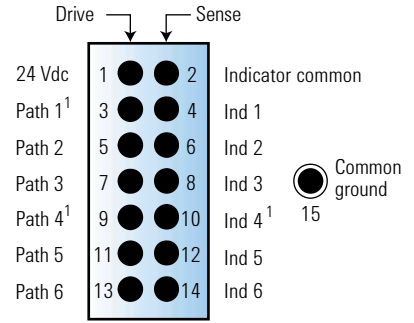 Drive Sense
24 Vdc 1 2 Indicator common
Path 1¹ 3 4 Ind 1
Path 2 5 6 Ind 2
Path 3 7 8 Ind 3
Common
ground
Path 4¹ 9 10 Ind 4¹ 15
Path 5 11 12 Ind 5
Path 6 13 14 Ind 6